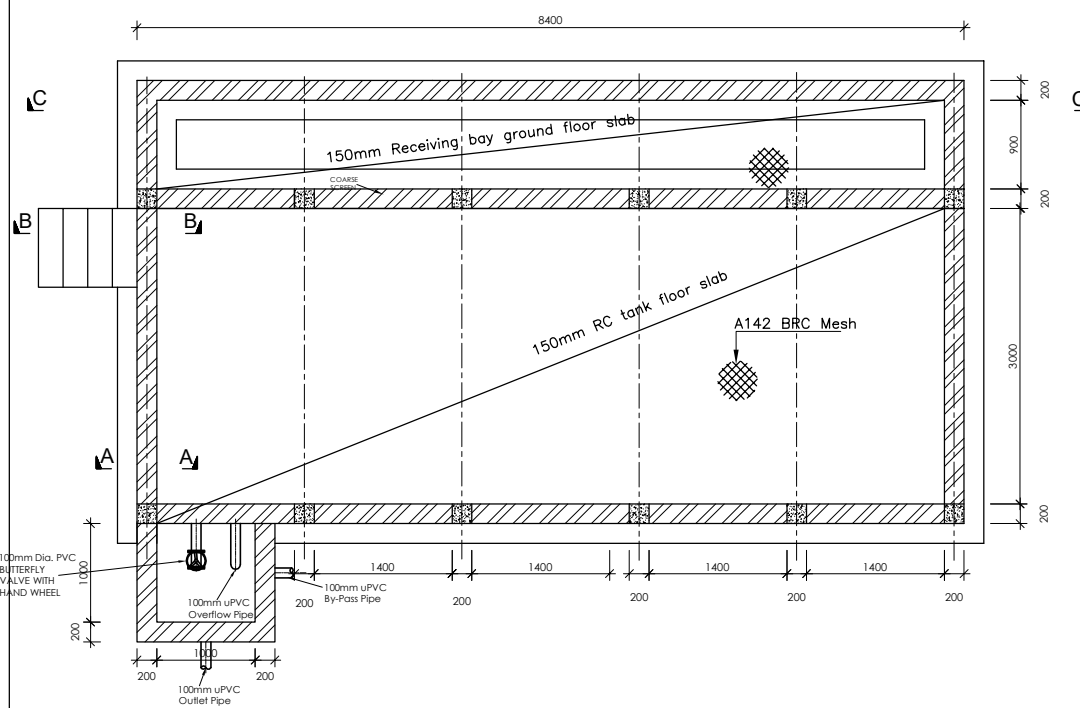 8400
C
C
200
900
150mm Receiving bay ground floor slab
COARSE
SCREEN
200
B
B
150mm RC tank floor slab
A142 BRC Mesh
3000
A
A
200
100mm Dia. PVC
BUTTERFLY
VALVE WITH
HAND WHEEL
1000
1400
1400
1400
1400
100mm uPVC
By-Pass Pipe
100mm uPVC
Overflow Pipe
200
200
200
200
200
200
1000
200
200
100mm uPVC
Outlet Pipe